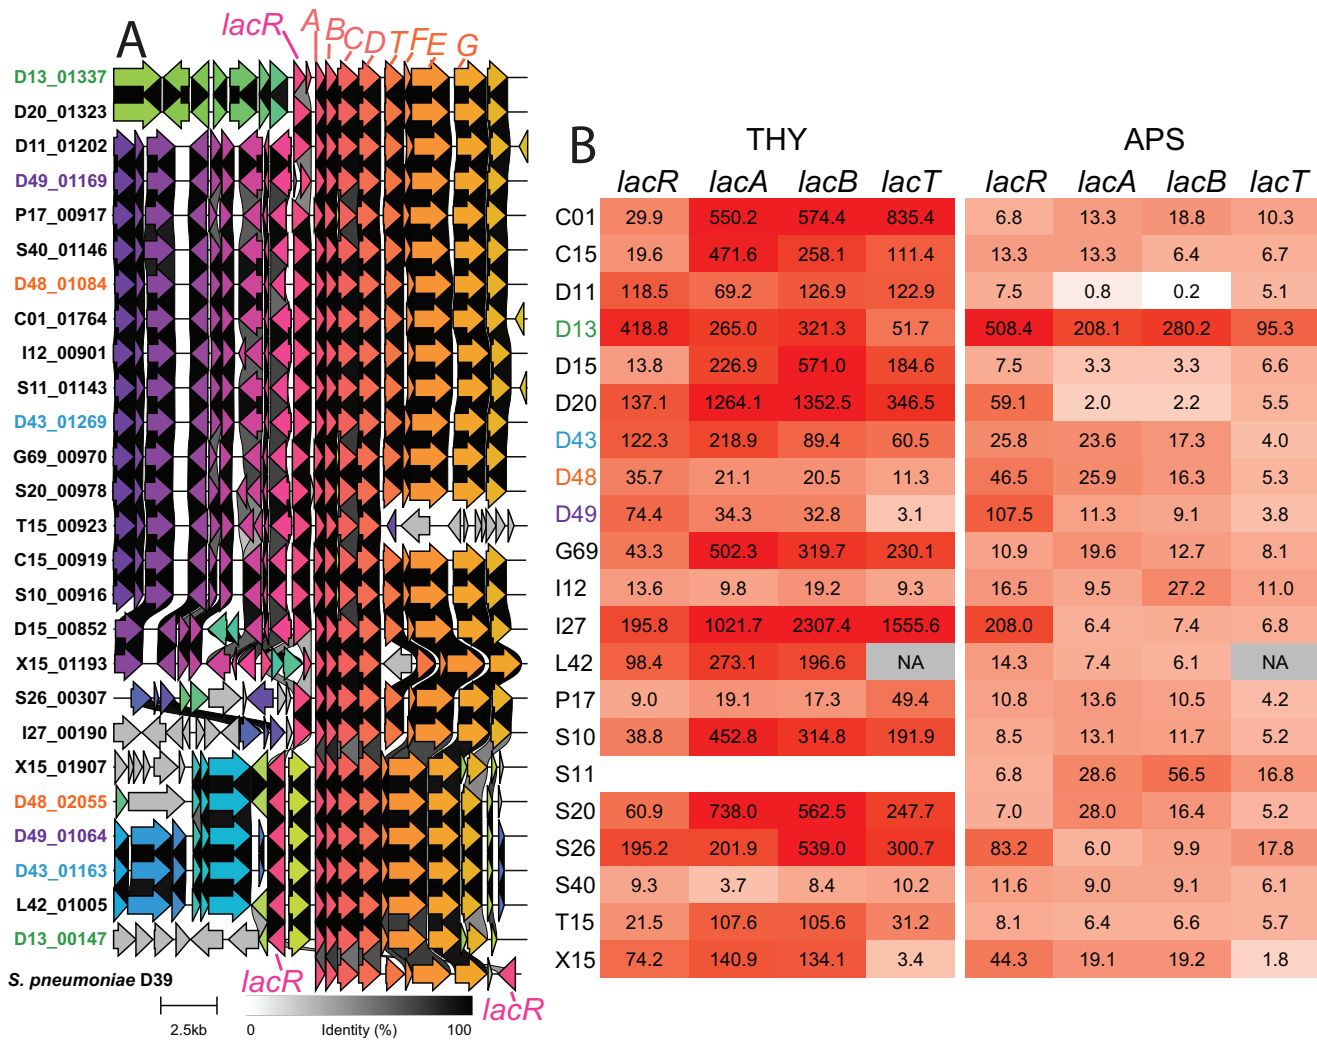 A
lacR A B C D T F E G
D13_01337
D20_01323
D11_01202
D49_01169
P17_00917
S40_01146
D48_01084
C01_01764
I12_00901
S11_01143
D43_01269
G69_00970
S20_00978
T15_00923
C15_00919
S10_00916
D15_00852
X15_01193
S26_00307
I27_00190
X15_01907
D48_02055
D49_01064
D43_01163
L42_01005
D13_00147
S. pneumoniae D39
lacR
lacR
2.5kb
0 Identity (%) 100
B
THY APS
lacR lacA lacB lacT lacR lacA lacB lacT
C01 29.9 550.2 574.4 835.4 6.8 13.3 18.8 10.3
C15 19.6 471.6 258.1 111.4 13.3 13.3 6.4 6.7
D11 118.5 69.2 126.9 122.9 7.5 0.8 0.2 5.1
D13 418.8 265.0 321.3 51.7 508.4 208.1 280.2 95.3
D15 13.8 226.9 571.0 184.6 7.5 3.3 3.3 6.6
D20 137.1 1264.1 1352.5 346.5 59.1 2.0 2.2 5.5
D43 122.3 218.9 89.4 60.5 25.8 23.6 17.3 4.0
D48 35.7 21.1 20.5 11.3 46.5 25.9 16.3 5.3
D49 74.4 34.3 32.8 3.1 107.5 11.3 9.1 3.8
G69 43.3 502.3 319.7 230.1 10.9 19.6 12.7 8.1
I12 13.6 9.8 19.2 9.3 16.5 9.5 27.2 11.0
I27 195.8 1021.7 2307.4 1555.6 208.0 6.4 7.4 6.8
L42 98.4 273.1 196.6 NA 14.3 7.4 6.1 NA
P17 9.0 19.1 17.3 49.4 10.8 13.6 10.5 4.2
S10 38.8 452.8 314.8 191.9 8.5 13.1 11.7 5.2
S11 6.8 28.6 56.5 16.8
S20 60.9 738.0 562.5 247.7 7.0 28.0 16.4 5.2
S26 195.2 201.9 539.0 300.7 83.2 6.0 9.9 17.8
S40 9.3 3.7 8.4 10.2 11.6 9.0 9.1 6.1
T15 21.5 107.6 105.6 31.2 8.1 6.4 6.6 5.7
X15 74.2 140.9 134.1 3.4 44.3 19.1 19.2 1.8